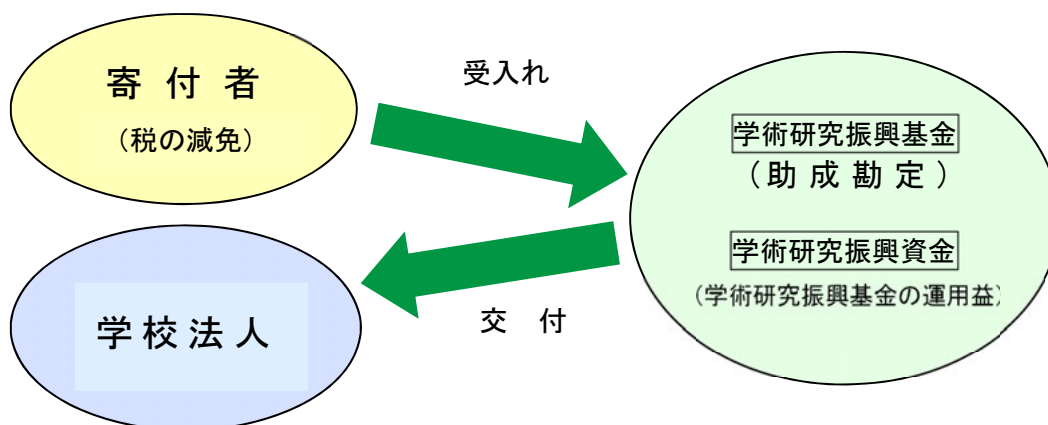 寄付者
(税の減免)
受入れ
学術研究振興基金
(助成勘定)
学術研究振興資金
(学術研究振興基金の運用益)
交付
学校法人